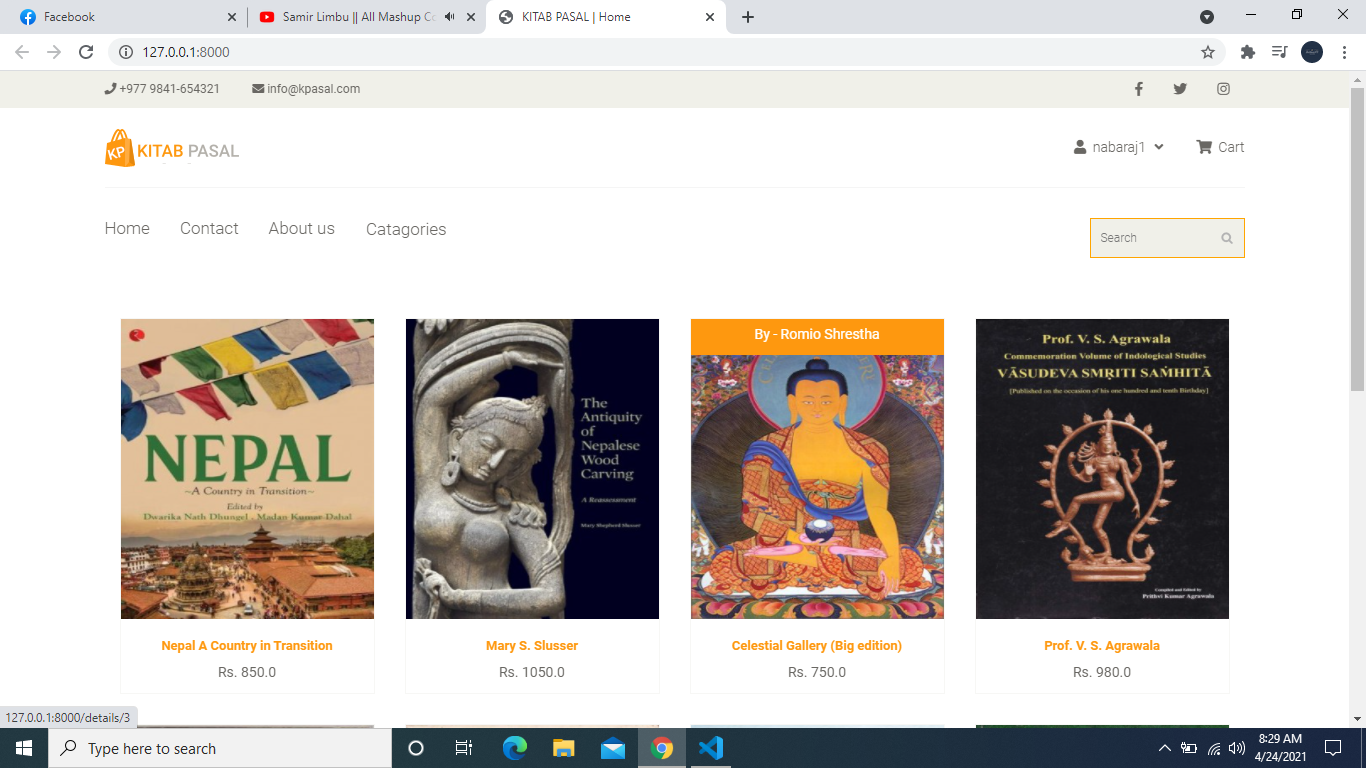 Facebook
Samir Limbu || All Mashup Co
KITAB PASAL | Home
127.0.0.1:8000
+977 9841-654321
info@kpasal.com
KP KITAB PASAL
nabaraj1
Cart
Home
Contact
About us
Catagories
Search
NEPAL
~A Country in Transition~
Edited by
Dwarika Nath Dhungel . Madan Kumar Dahal
Nepal A Country in Transition
Rs. 850.0
The
Antiquity
of
Nepalese
Wood
Carving
A Reassessment
Mary Shepherd Slusser
Mary S. Slusser
Rs. 1050.0
By - Romio Shrestha
Celestial Gallery (Big edition)
Rs. 750.0
Prof. V. S. Agrawala
Commemoration Volume of Indological Studies
VĀSUDEVA SMṚITI SAṀHITĀ
[Published on the occasion of his one hundred and tenth Birthday]
Compiled and Edited by
Prithvi Kumar Agrawala
Prof. V. S. Agrawala
Rs. 980.0
127.0.0.1:8000/details/3
Type here to search
8:29 AM
4/24/2021